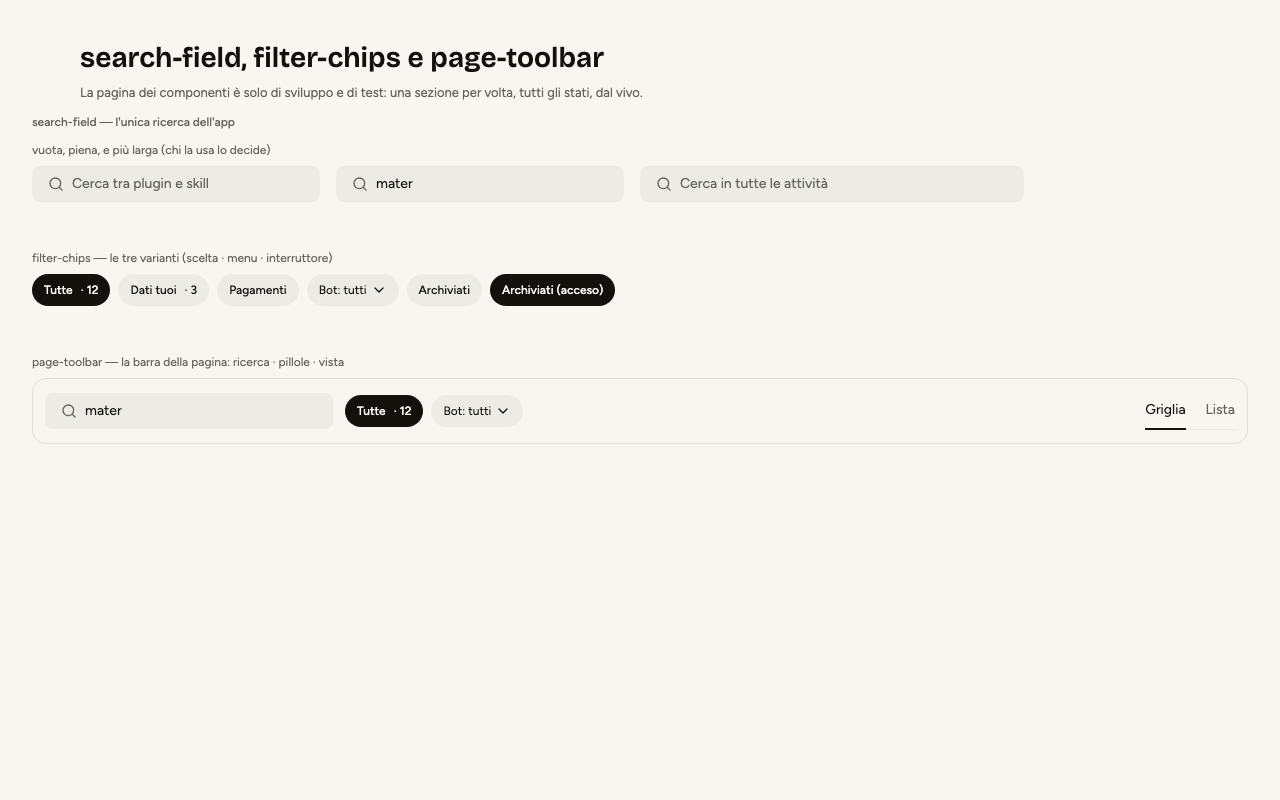 search-field, filter-chips e page-toolbar
La pagina dei componenti è solo di sviluppo e di test: una sezione per volta, tutti gli stati, dal vivo.
search-field — l'unica ricerca dell'app
vuota, piena, e più larga (chi la usa lo decide)
Cerca tra plugin e skill mater Cerca in tutte le attività
filter-chips — le tre varianti (scelta · menu · interruttore)
Tutte · 12 Dati tuoi · 3 Pagamenti Bot: tutti Archiviati Archiviati (acceso)
page-toolbar — la barra della pagina: ricerca · pillole · vista
mater Tutte · 12 Bot: tutti Griglia Lista